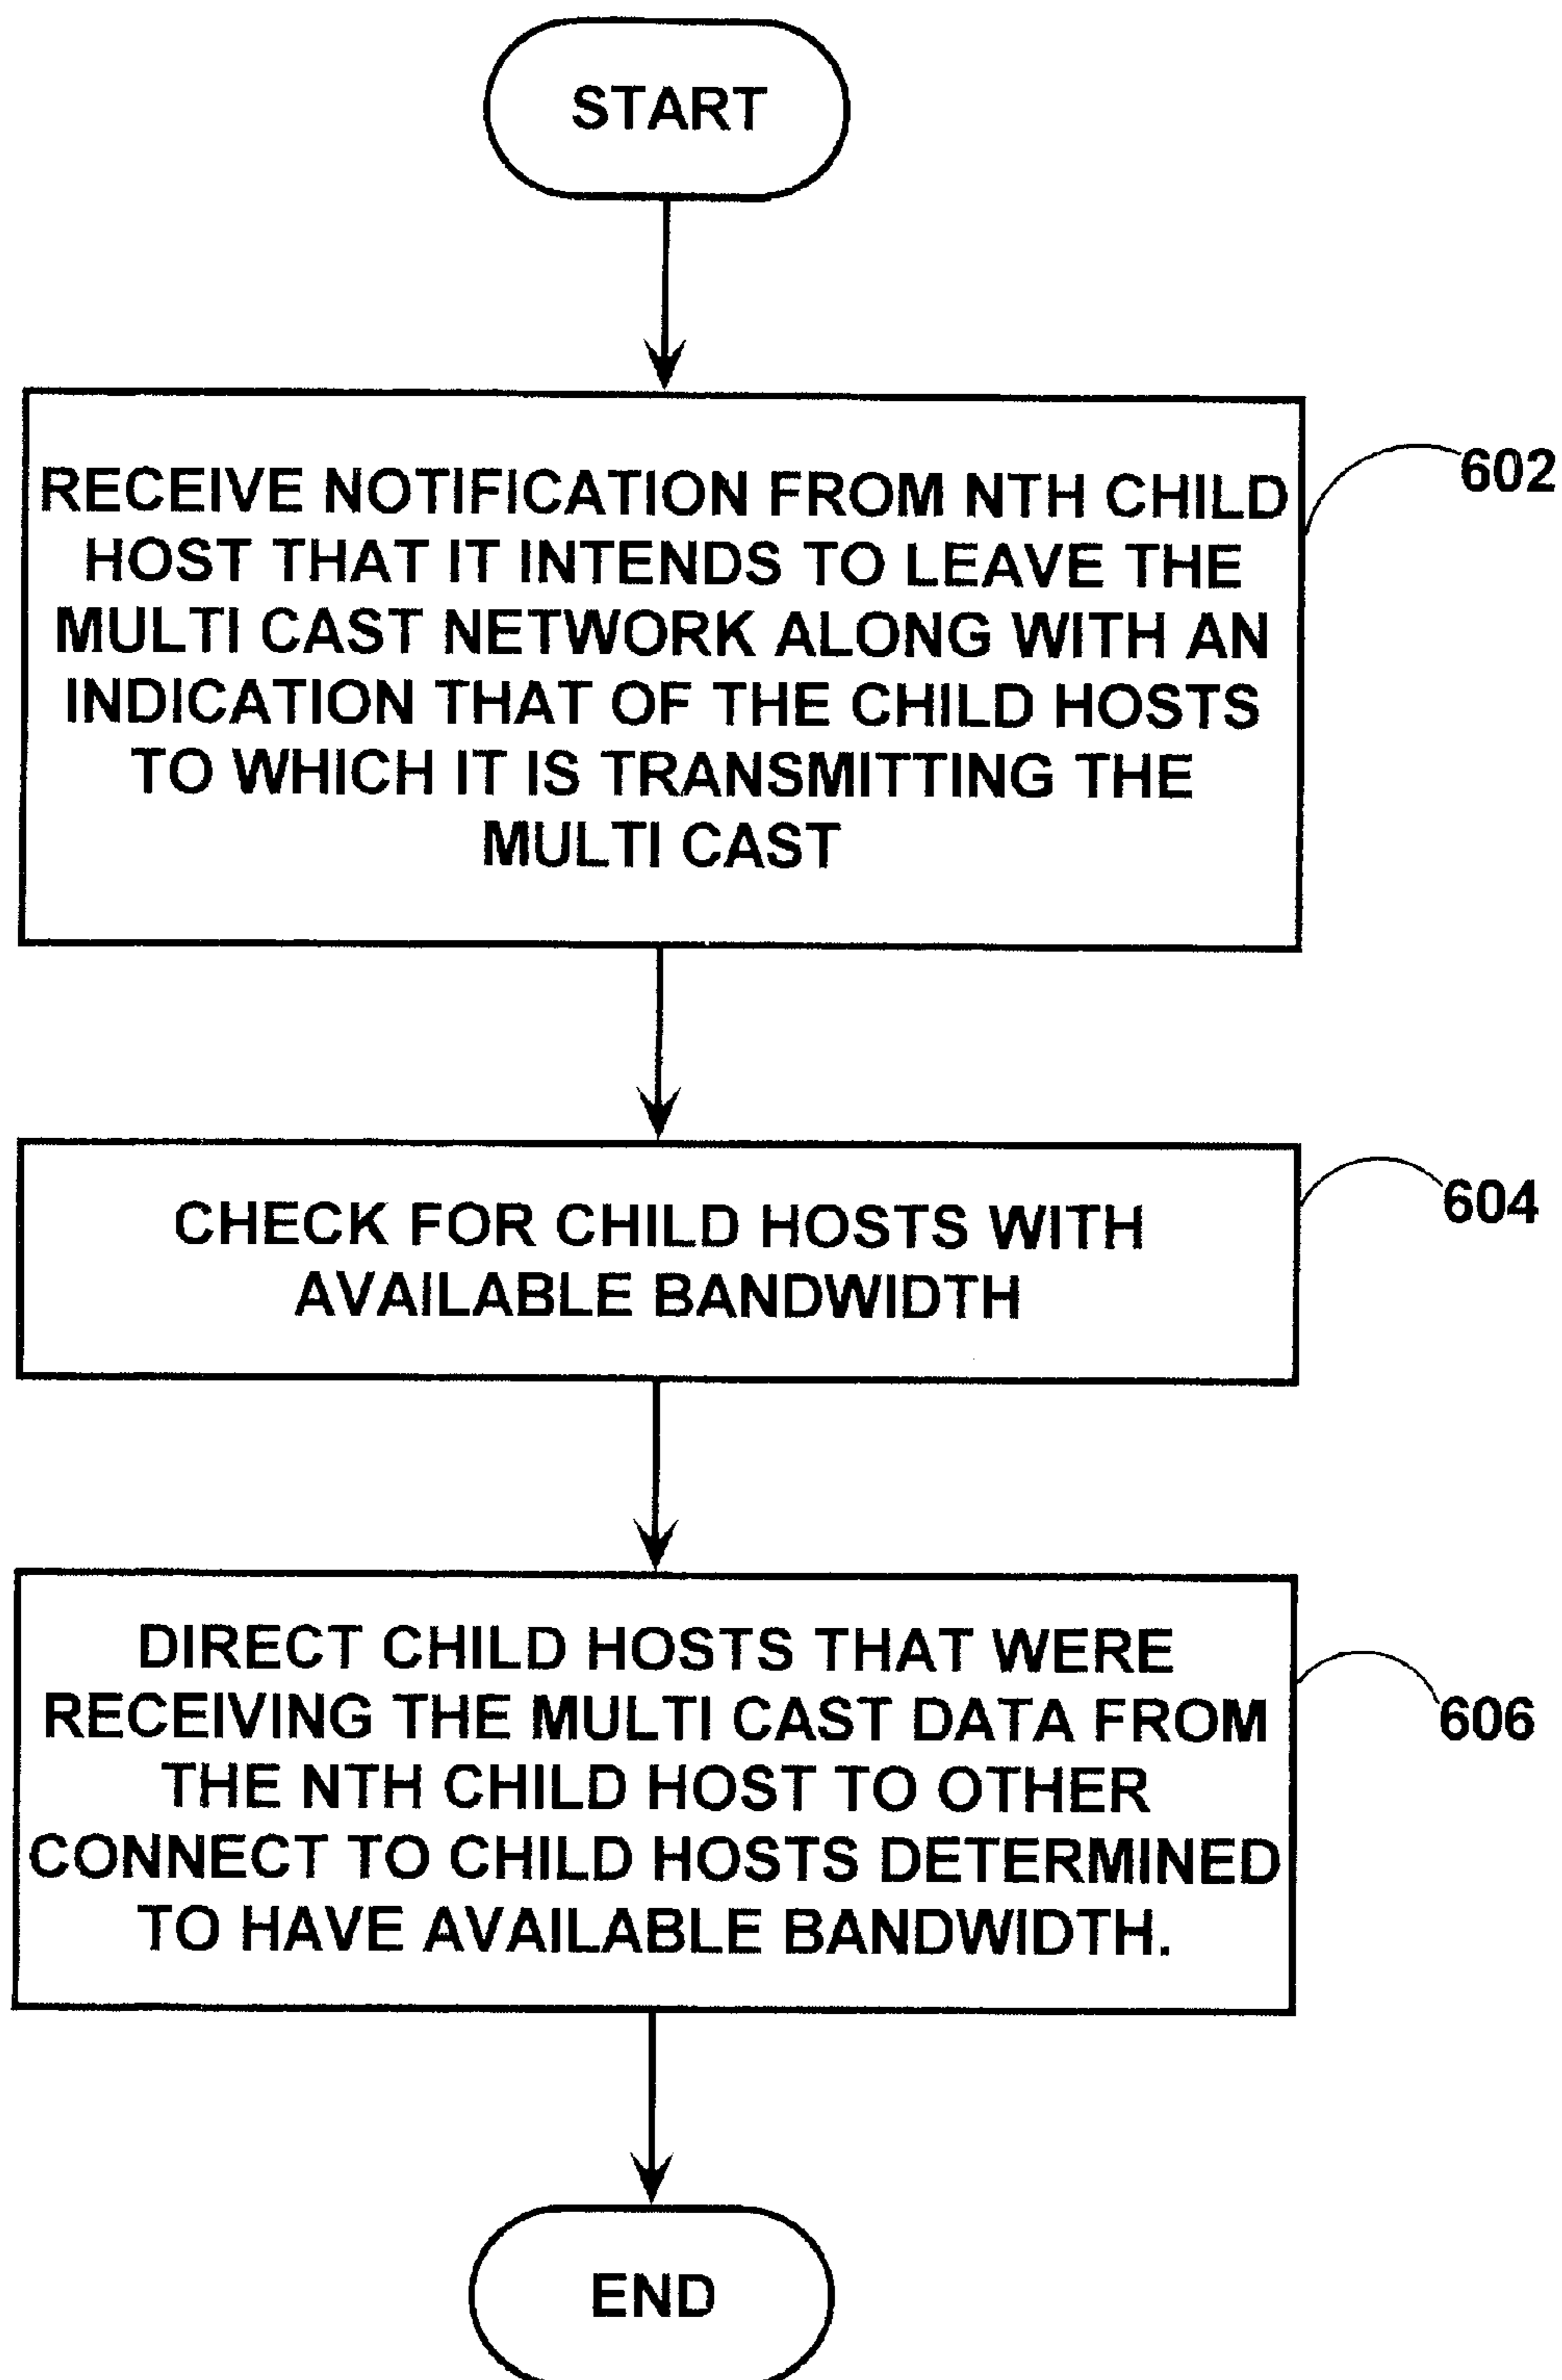 START
RECEIVE NOTIFICATION FROM NTH CHILD
HOST THAT IT INTENDS TO LEAVE THE
MULTI CAST NETWORK ALONG WITH AN
INDICATION THAT OF THE CHILD HOSTS
TO WHICH IT IS TRANSMITTING THE
MULTI CAST
602
CHECK FOR CHILD HOSTS WITH
AVAILABLE BANDWIDTH
604
DIRECT CHILD HOSTS THAT WERE
RECEIVING THE MULTI CAST DATA FROM
THE NTH CHILD HOST TO OTHER
CONNECT TO CHILD HOSTS DETERMINED
TO HAVE AVAILABLE BANDWIDTH.
606
END